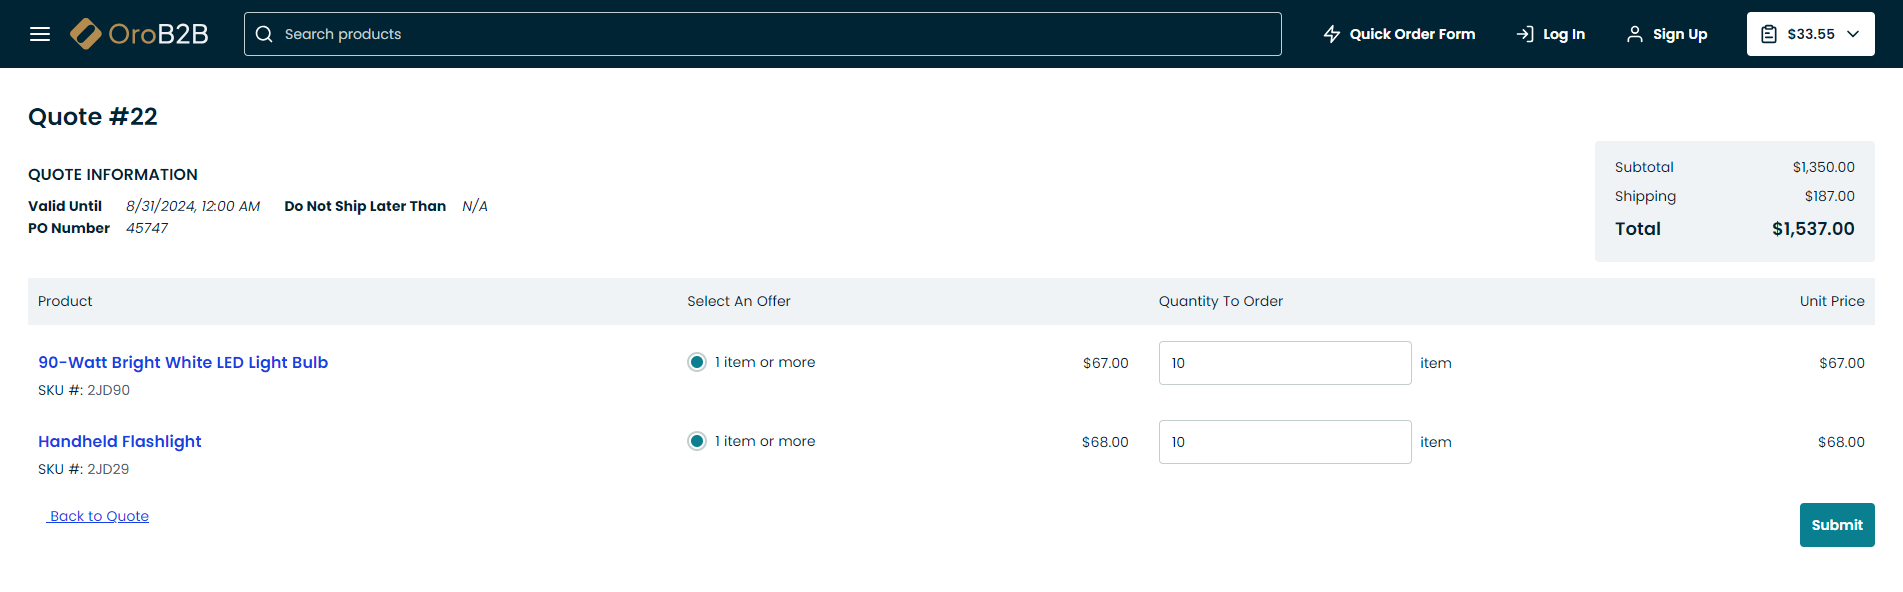 OroB2B Search products Quick Order Form Log In Sign Up $33.55
Quote #22
QUOTE INFORMATION
Valid Until 8/31/2024, 12:00 AM Do Not Ship Later Than N/A
PO Number 45747
Subtotal $1,350.00
Shipping $187.00
Total $1,537.00
Product Select An Offer Quantity To Order Unit Price
90-Watt Bright White LED Light Bulb 1 item or more $67.00 10 item $67.00
SKU #: 2JD90
Handheld Flashlight 1 item or more $68.00 10 item $68.00
SKU #: 2JD29
Back to Quote
Submit